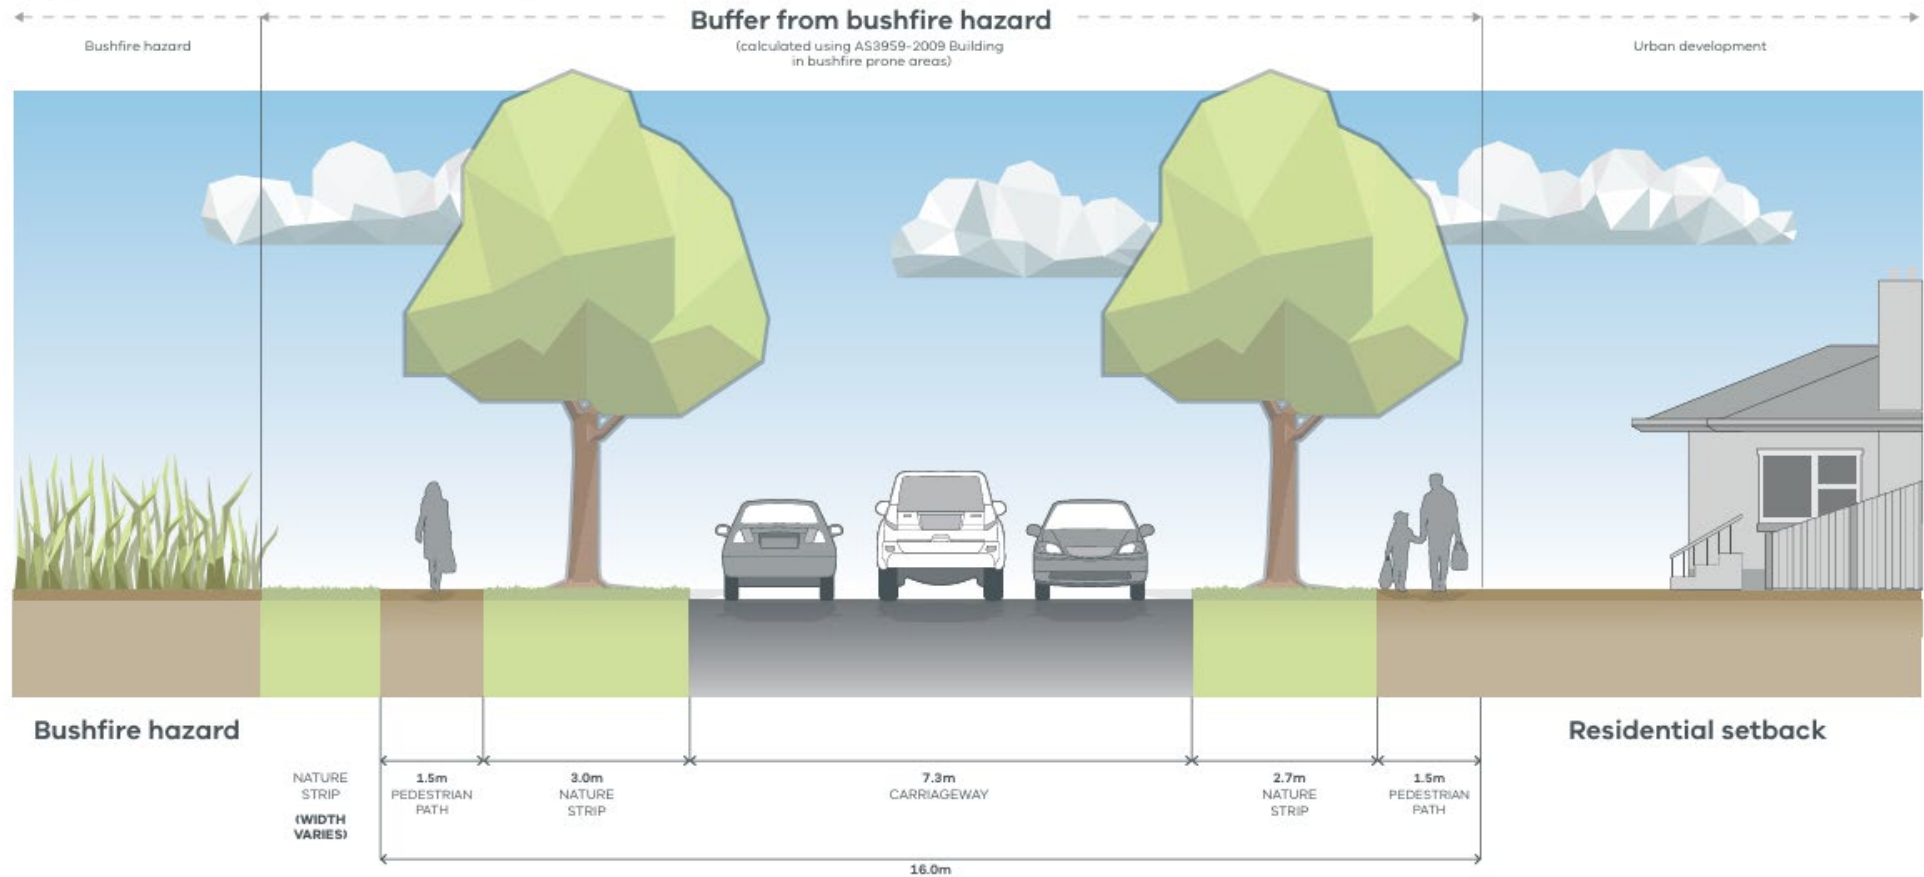 Buffer from bushfire hazard
Bushfire hazard
(calculated using AS3959-2009 Building
in bushfire prone areas)
Urban development
Bushfire hazard
Residential setback
NATURE
STRIP
(WIDTH
VARIES)
1.5m
PEDESTRIAN
PATH
3.0m
NATURE
STRIP
7.3m
CARRIAGEWAY
2.7m
NATURE
STRIP
1.5m
PEDESTRIAN
PATH
16.0m